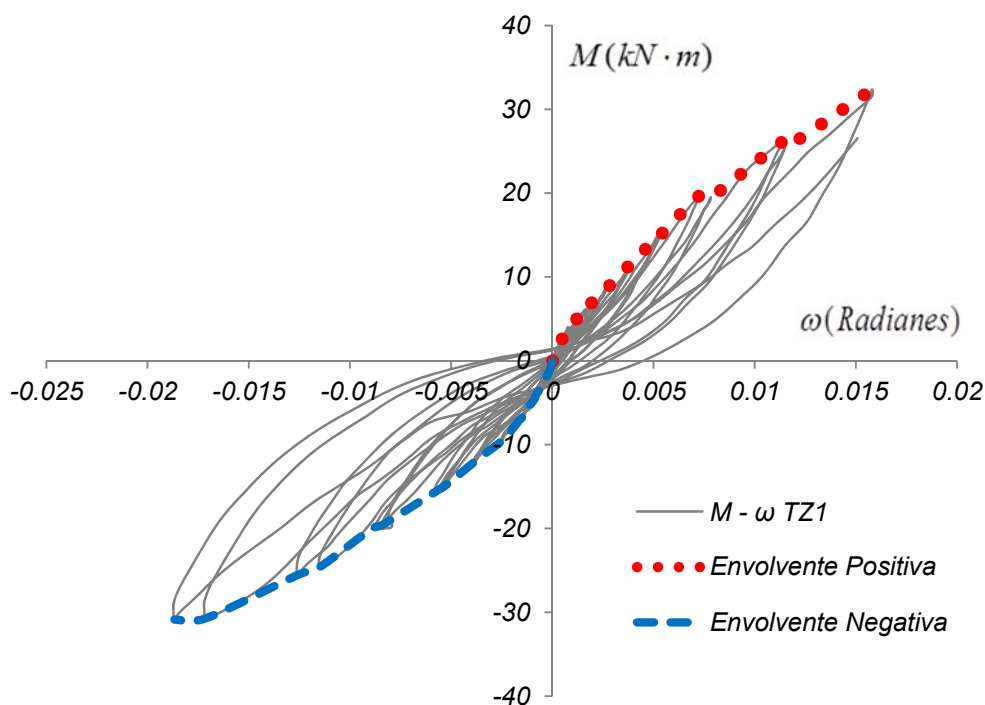 40
M(kN·m)
30
20
10
ω(Radianes)
0
-0.025 -0.02 -0.015 -0.01 -0.005 0 0.005 0.01 0.015 0.02
-10
M - ω TZ1
-20
Envolvente Positiva
-30
Envolvente Negativa
-40